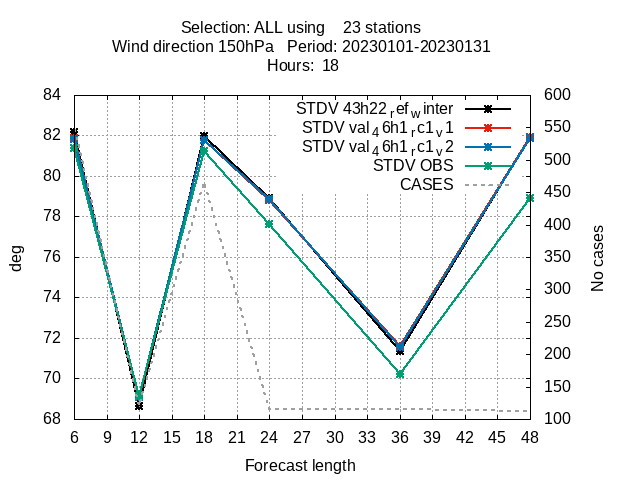 Selection: ALL using    23 stations
Wind direction 150hPa   Period: 20230101-20230131
Hours:  18
STDV 43h22_ref_winter
STDV val_46h1_rc1_v1
STDV val_46h1_rc1_v2
STDV OBS
CASES
84
82
80
78
76
74
72
70
68
deg
600
550
500
450
400
350
300
250
200
150
100
No cases
6 9 12 15 18 21 24 27 30 33 36 39 42 45 48
Forecast length